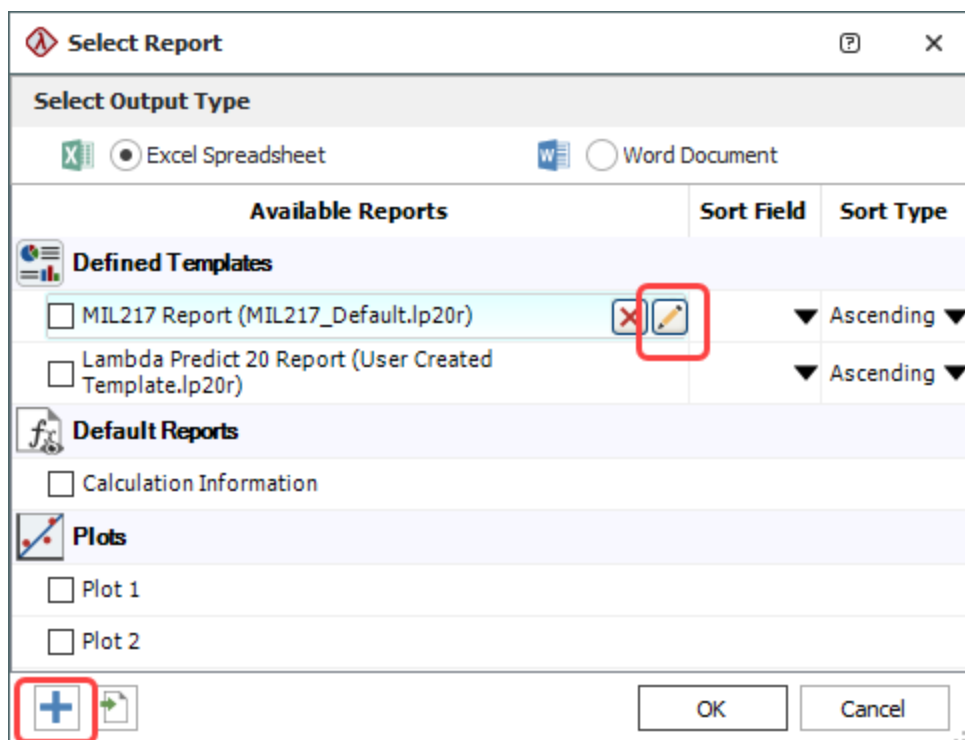 Select Report
Select Output Type
Excel Spreadsheet Word Document
Available Reports Sort Field Sort Type
Defined Templates
MIL217 Report (MIL217_Default.lp20r) Ascending
Lambda Predict 20 Report (User Created
Template.lp20r) Ascending
Default Reports
Calculation Information
Plots
Plot 1
Plot 2
OK Cancel